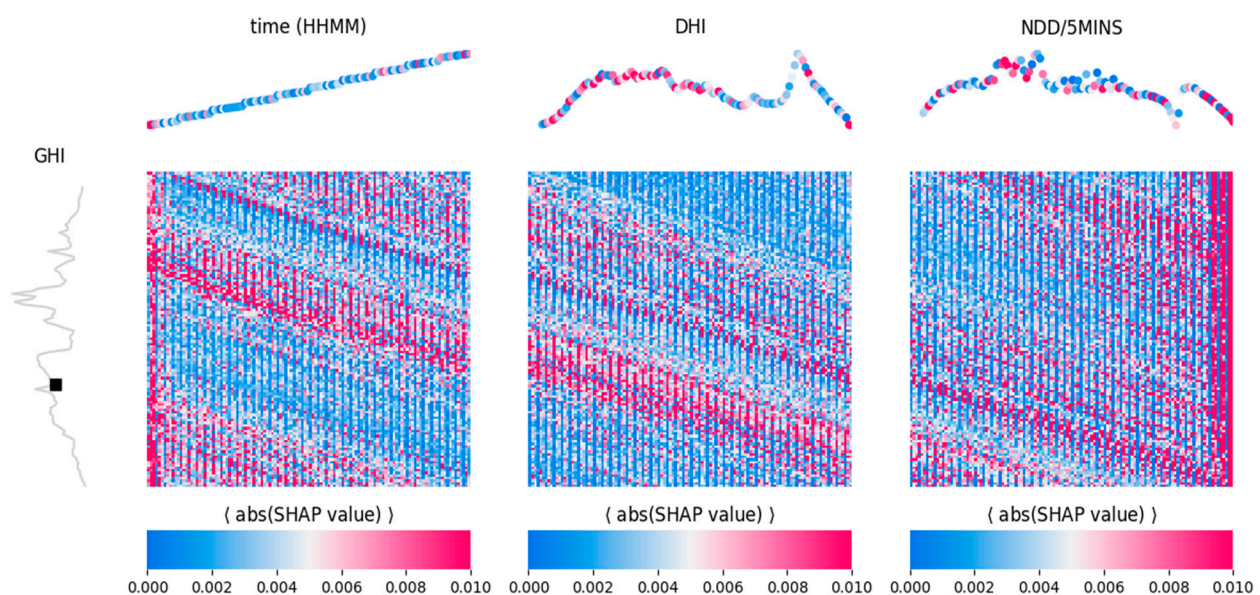 time (HHMM) DHI NDD/5MINS
GHI
⟨ abs(SHAP value) ⟩ ⟨ abs(SHAP value) ⟩ ⟨ abs(SHAP value) ⟩
0.000 0.002 0.004 0.006 0.008 0.010 0.000 0.002 0.004 0.006 0.008 0.010 0.000 0.002 0.004 0.006 0.008 0.010